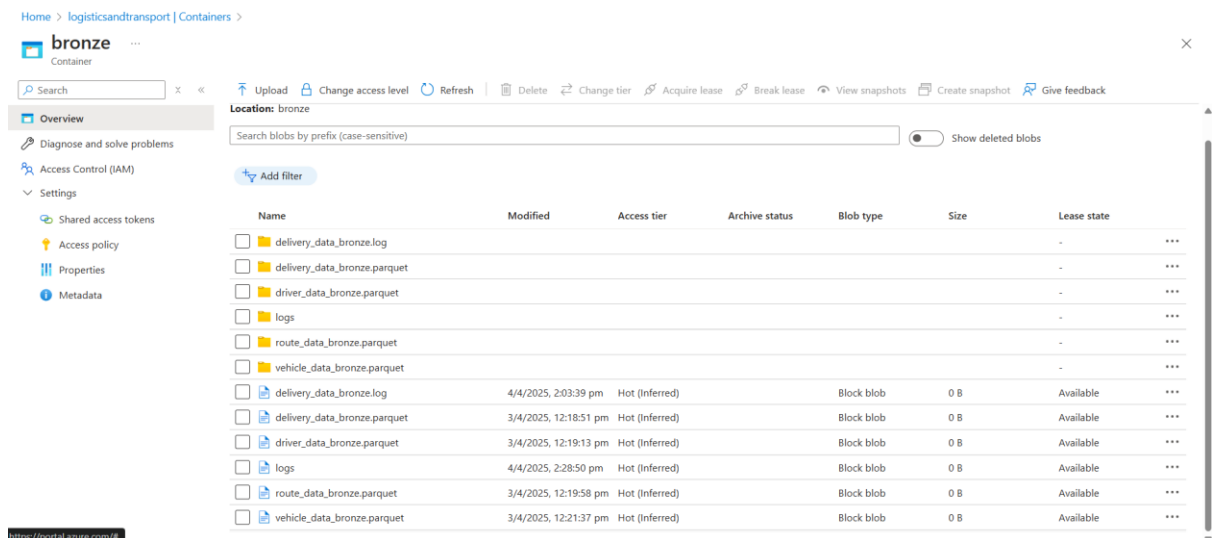 Home > logisticsandtransport | Containers >
bronze ...
Container
Search
Upload Change access level Refresh Delete Change tier Acquire lease Break lease View snapshots Create snapshot Give feedback
Location: bronze
Overview
Diagnose and solve problems
Access Control (IAM)
Settings
Shared access tokens
Access policy
Properties
Metadata
Search blobs by prefix (case-sensitive)
Show deleted blobs
Add filter
Name Modified Access tier Archive status Blob type Size Lease state
delivery_data_bronze.log - ...
delivery_data_bronze.parquet - ...
driver_data_bronze.parquet - ...
logs - ...
route_data_bronze.parquet - ...
vehicle_data_bronze.parquet - ...
delivery_data_bronze.log 4/4/2025, 2:03:39 pm Hot (Inferred) Block blob 0 B Available ...
delivery_data_bronze.parquet 3/4/2025, 12:18:51 pm Hot (Inferred) Block blob 0 B Available ...
driver_data_bronze.parquet 3/4/2025, 12:19:13 pm Hot (Inferred) Block blob 0 B Available ...
logs 4/4/2025, 2:28:50 pm Hot (Inferred) Block blob 0 B Available ...
route_data_bronze.parquet 3/4/2025, 12:19:58 pm Hot (Inferred) Block blob 0 B Available ...
vehicle_data_bronze.parquet 3/4/2025, 12:21:37 pm Hot (Inferred) Block blob 0 B Available ...
https://portal.azure.com/#